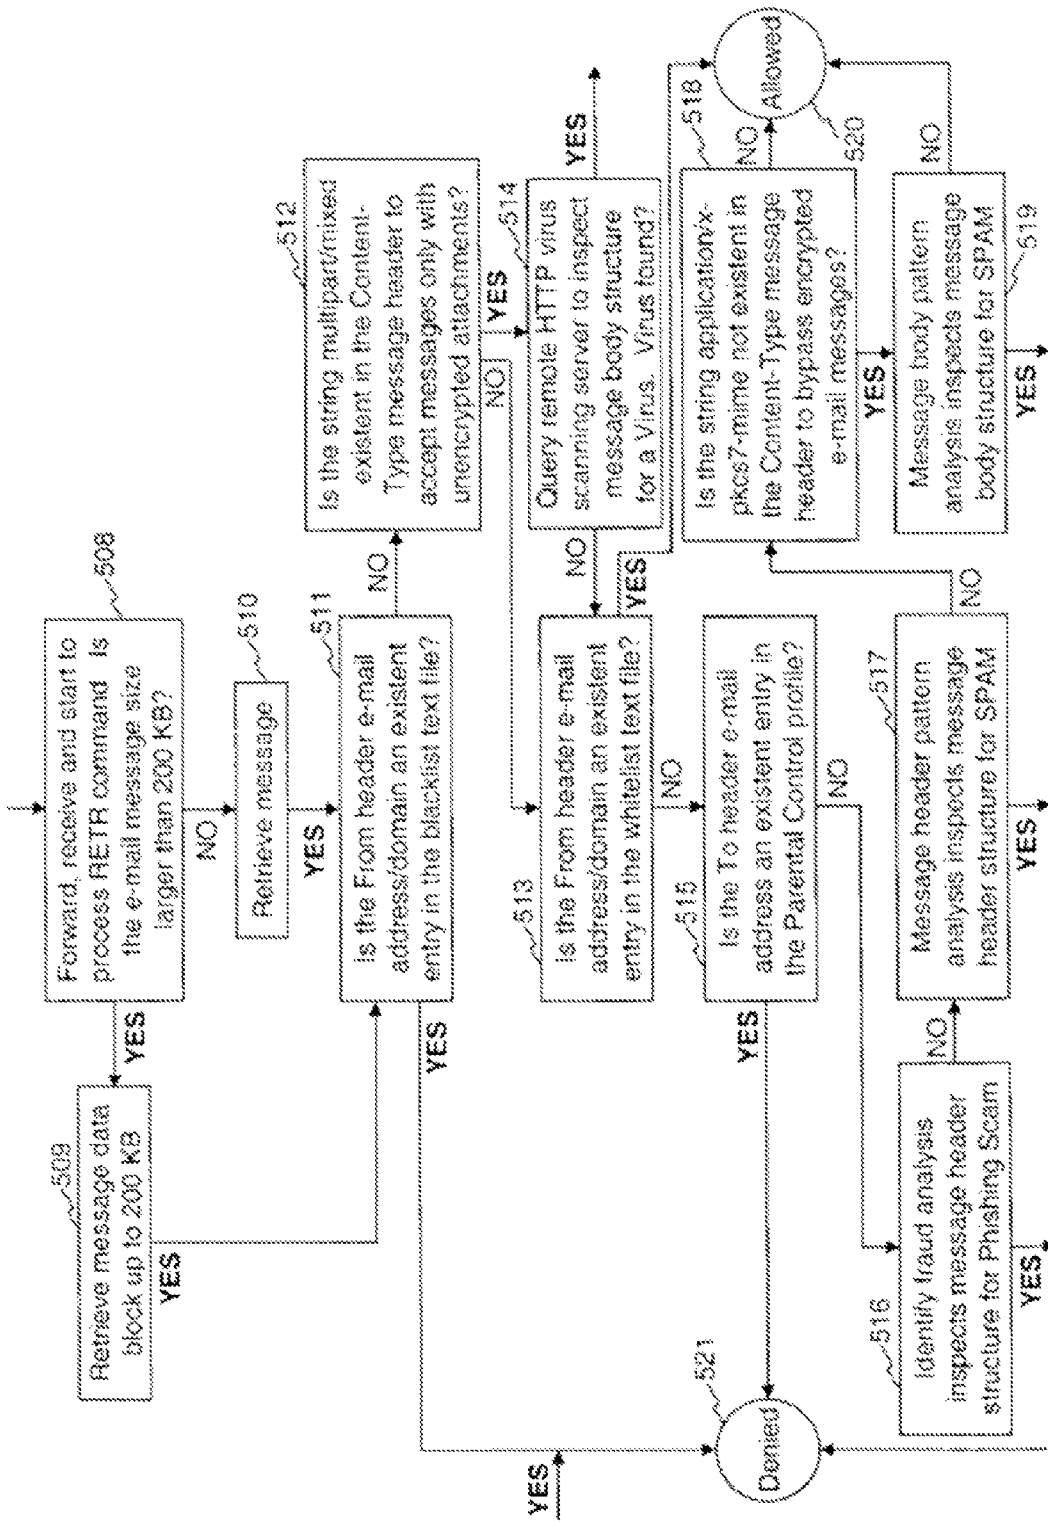 508
Forward, receive and start to
process RETR command Is
the e-mail message size
larger than 200 KB?
YES
NO
509
Retrieve message data
block up to 200 KB
YES
510
Retrieve message
YES
511
Is the From header e-mail
address/domain an existent
entry in the blacklist text file?
YES
NO
512
Is the string multipart/mixed
existent in the Content-
Type message header to
accept messages only with
unencrypted attachments?
NO
YES
514
Query remote HTTP virus
scanning server to inspect
message body structure
for a Virus. Virus found?
YES
NO
513
Is the From header e-mail
address/domain an existent
entry in the whitelist text file?
YES
NO
YES
515
Is the To header e-mail
address an existent entry in
the Parental Control profile?
YES
NO
521
Denied
516
Identify fraud analysis
inspects message header
structure for Phishing Scam
NO
YES
517
Message header pattern
analysis inspects message
header structure for SPAM
NO
YES
518
Is the string application/x-
pkcs7-mime not existent in
the Content-Type message
header to bypass encrypted
e-mail messages?
NO
YES
Allowed
520
Message body pattern
analysis inspects message
body structure for SPAM
519
NO
YES